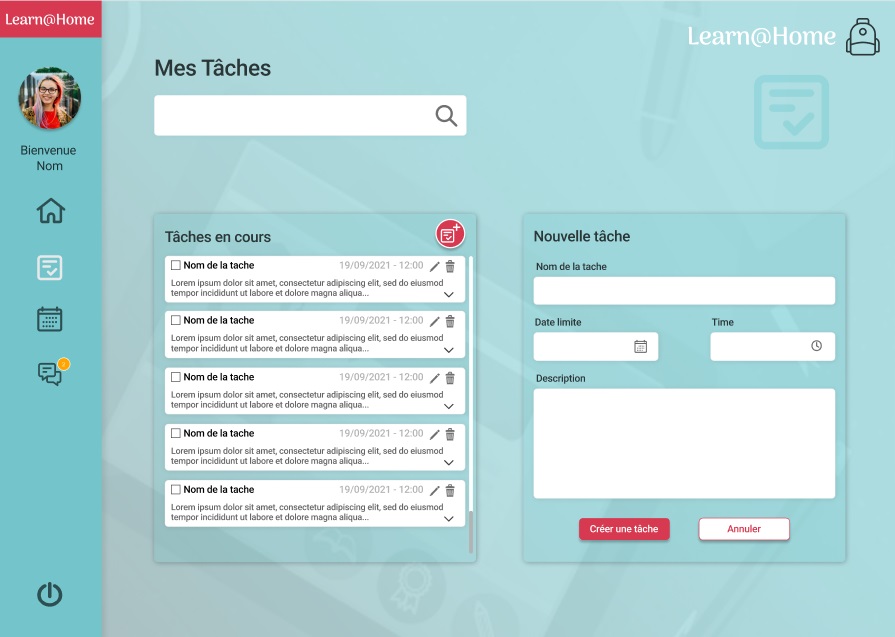 Learn@Home
Learn@Home
Mes Tâches
Bienvenue
Nom
Tâches en cours
Nom de la tache 19/09/2021 - 12:00
Lorem ipsum dolor sit amet, consectetur adipiscing elit, sed do eiusmod
tempor incididunt ut labore et dolore magna aliqua...
Nom de la tache 19/09/2021 - 12:00
Lorem ipsum dolor sit amet, consectetur adipiscing elit, sed do eiusmod
tempor incididunt ut labore et dolore magna aliqua...
Nom de la tache 19/09/2021 - 12:00
Lorem ipsum dolor sit amet, consectetur adipiscing elit, sed do eiusmod
tempor incididunt ut labore et dolore magna aliqua...
Nom de la tache 19/09/2021 - 12:00
Lorem ipsum dolor sit amet, consectetur adipiscing elit, sed do eiusmod
tempor incididunt ut labore et dolore magna aliqua...
Nom de la tache 19/09/2021 - 12:00
Lorem ipsum dolor sit amet, consectetur adipiscing elit, sed do eiusmod
tempor incididunt ut labore et dolore magna aliqua...
Nouvelle tâche
Nom de la tache
Date limite Time
Description
Créer une tâche Annuler